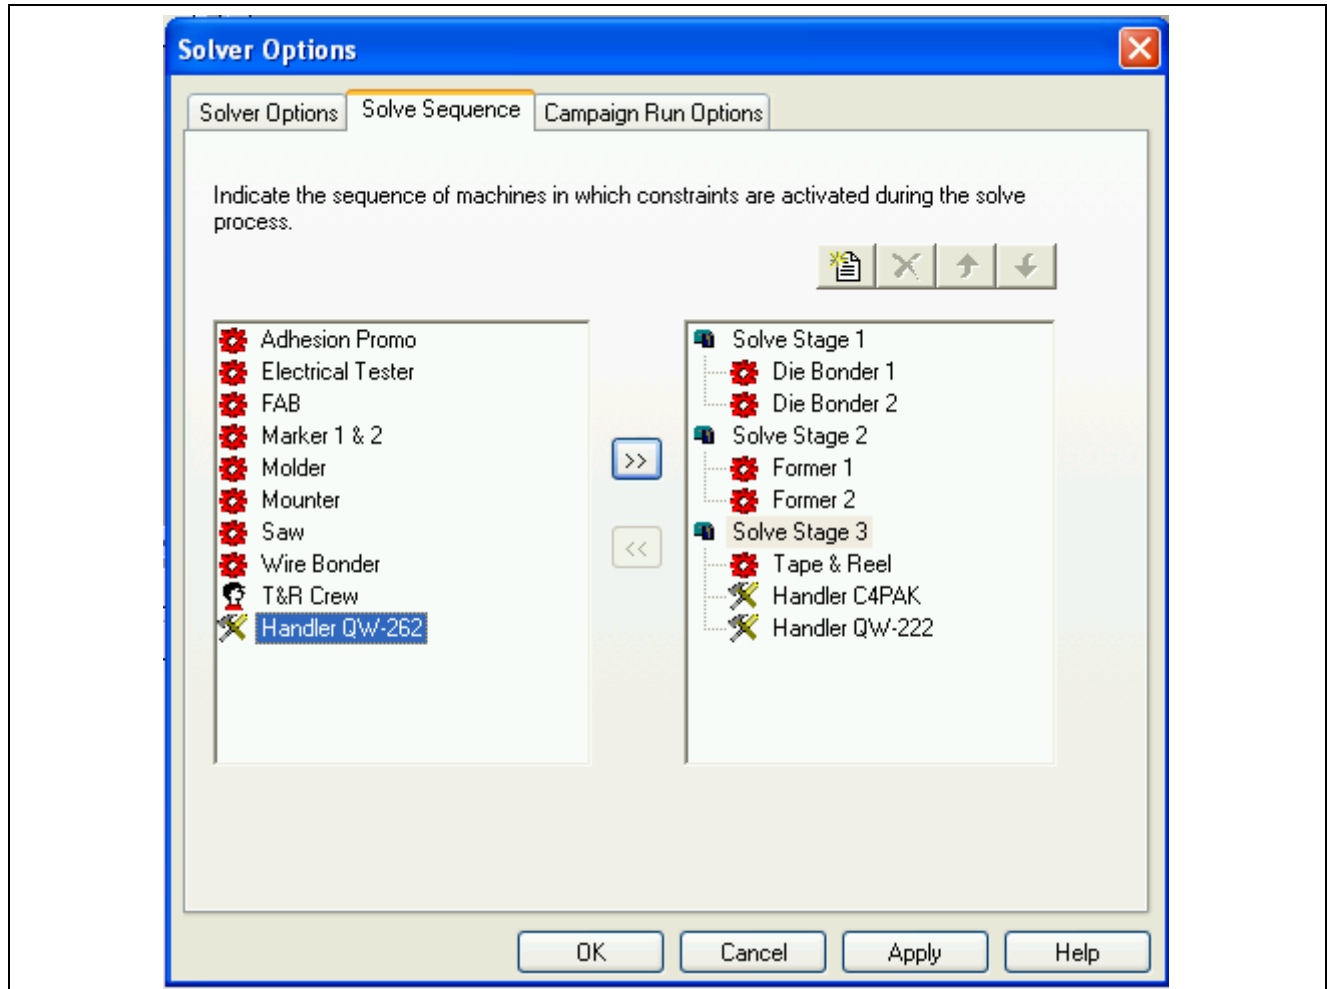 Solver Options
Solver Options Solve Sequence Campaign Run Options
Indicate the sequence of machines in which constraints are activated during the solve
process.
Adhesion Promo
Electrical Tester
FAB
Marker 1 & 2
Molder
Mounter
Saw
Wire Bonder
T&R Crew
Handler QW-262
>>
<<
Solve Stage 1
Die Bonder 1
Die Bonder 2
Solve Stage 2
Former 1
Former 2
Solve Stage 3
Tape & Reel
Handler C4PAK
Handler QW-222
OK Cancel Apply Help